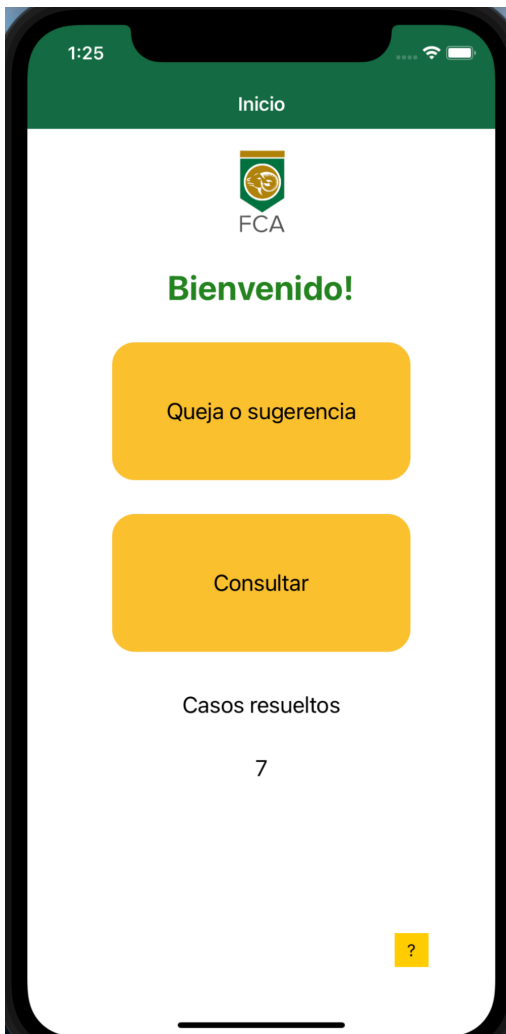 1:25
Inicio
FCA
Bienvenido!
Queja o sugerencia
Consultar
Casos resueltos
7
?